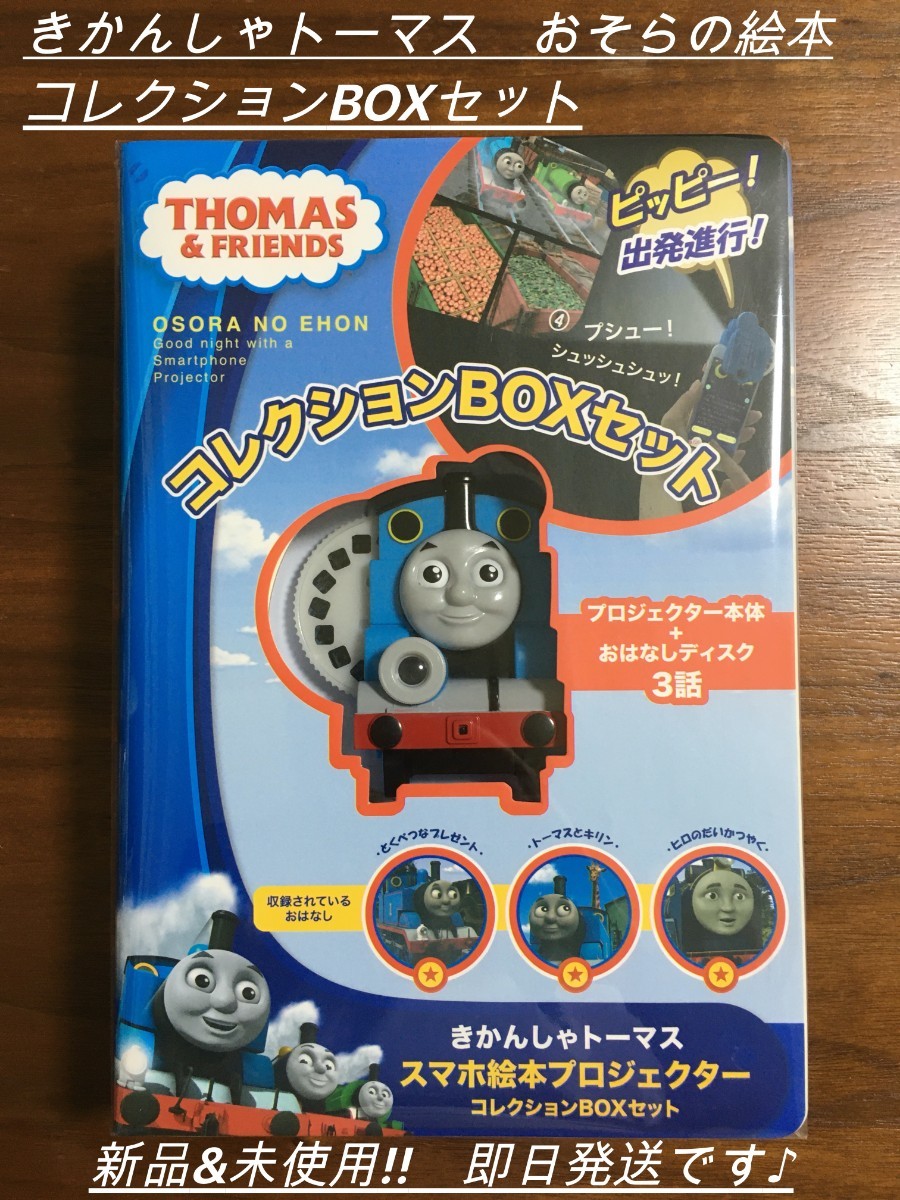 きかんしゃトーマス　おそらの絵本
コレクションBOXセット
THOMAS
& FRIENDS
OSORA NO EHON
Good night with a
Smartphone
Projector
ピッピー!
出発進行!
④ プシュー!
シュッシュシュッ!
コレクションBOXセット
プロジェクター本体
+
おはなしディスク
3話
収録されている
おはなし
・とくべつなプレゼント・
・トーマスとキリン・
・ヒロのだいかつやく・
きかんしゃトーマス
スマホ絵本プロジェクター
コレクションBOXセット
新品&未使用!!　即日発送です♪